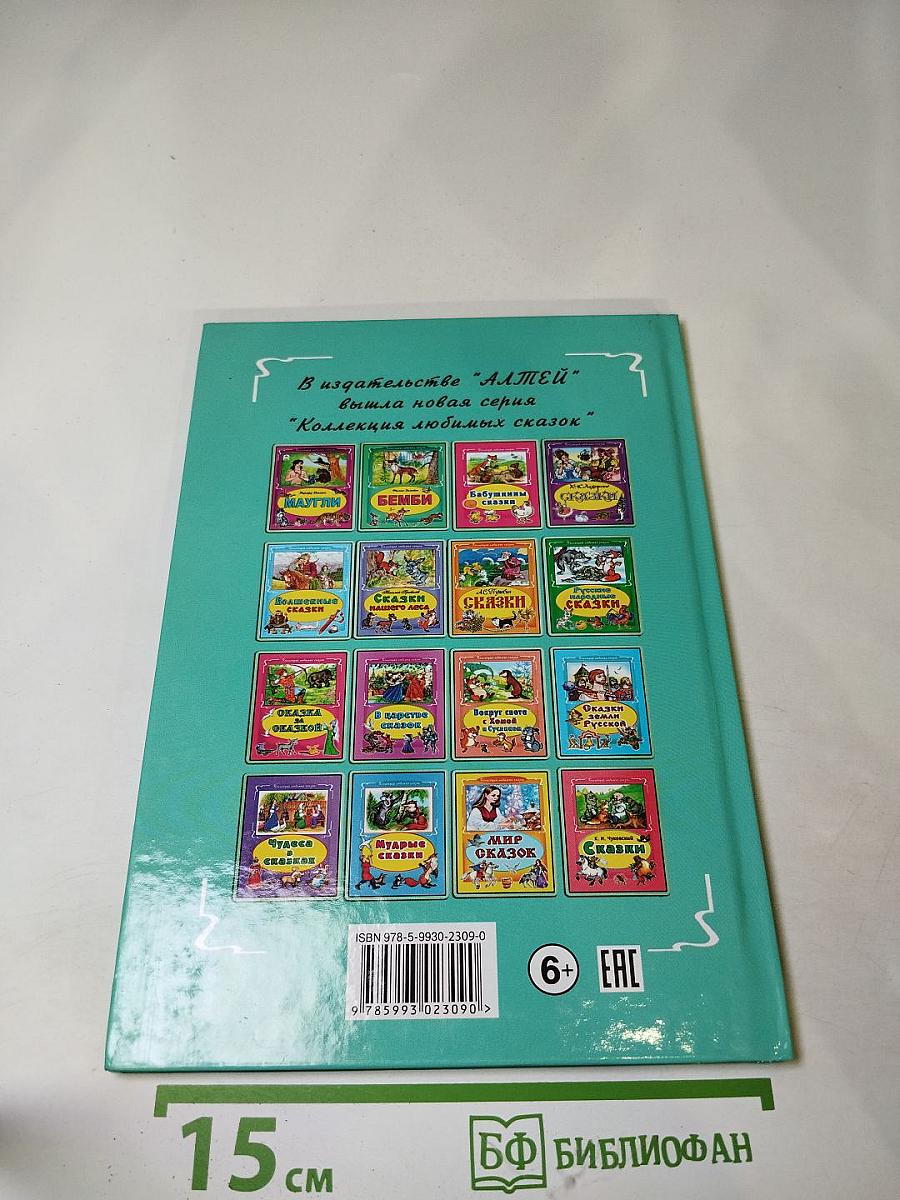 В издательстве "АЛТЕЙ"
вышла новая серия
"Коллекция любимых сказок"
МАУГЛИ
БЕМБИ
Бабушкины
сказки
СКАЗКИ
Волшебные
сказки
Сказки
нашего леса
А.С. Пушкин
СКАЗКИ
Русские
народные
СКАЗКИ
СКАЗКА
за
СКАЗКОЙ
В царстве
сказок
Вокруг света
с Хомой
и Сусликом
Сказки
земли
Русской
Чудеса
в
сказках
Мудрые
сказки
МИР
СКАЗОК
К. И. Чуковский
Сказки
ISBN 978-5-9930-2309-0
9 785993 023090 >
6+
ЕАС
15 см
БФ БИБЛИОФАН